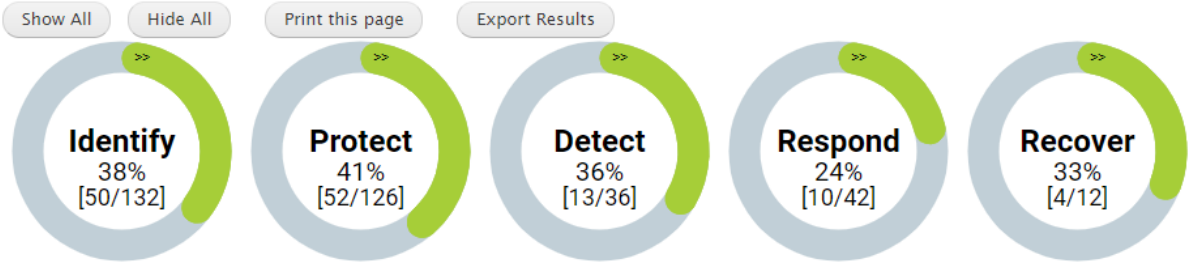 Show All
Hide All
Print this page
Export Results
>>
Identify
38%
[50/132]
>>
Protect
41%
[52/126]
>>
Detect
36%
[13/36]
>>
Respond
24%
[10/42]
>>
Recover
33%
[4/12]